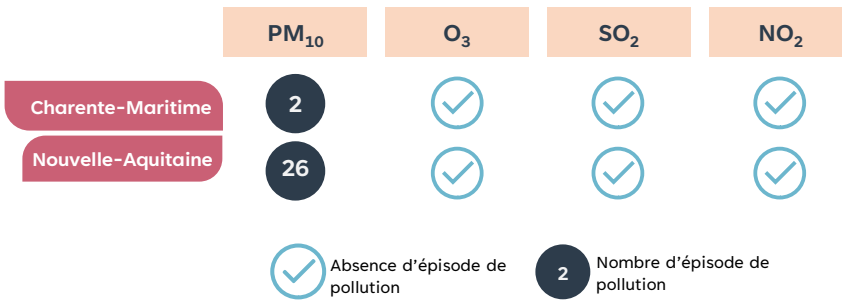 PM₁₀ O₃ SO₂ NO₂
Charente-Maritime 2
Nouvelle-Aquitaine 26
Absence d'épisode de
pollution
2
Nombre d'épisode de
pollution